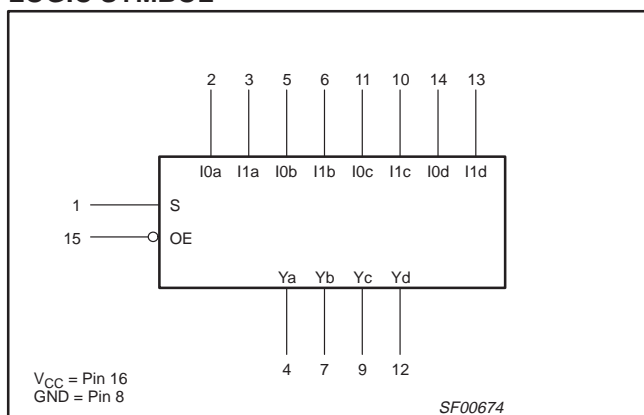 LOGIC SYMBOL
2 3 5 6 11 10 14 13
I0a I1a I0b I1b I0c I1c I0d I1d
1 S
15 OE
Ya Yb Yc Yd
4 7 9 12
VCC = Pin 16
GND = Pin 8
SF00674